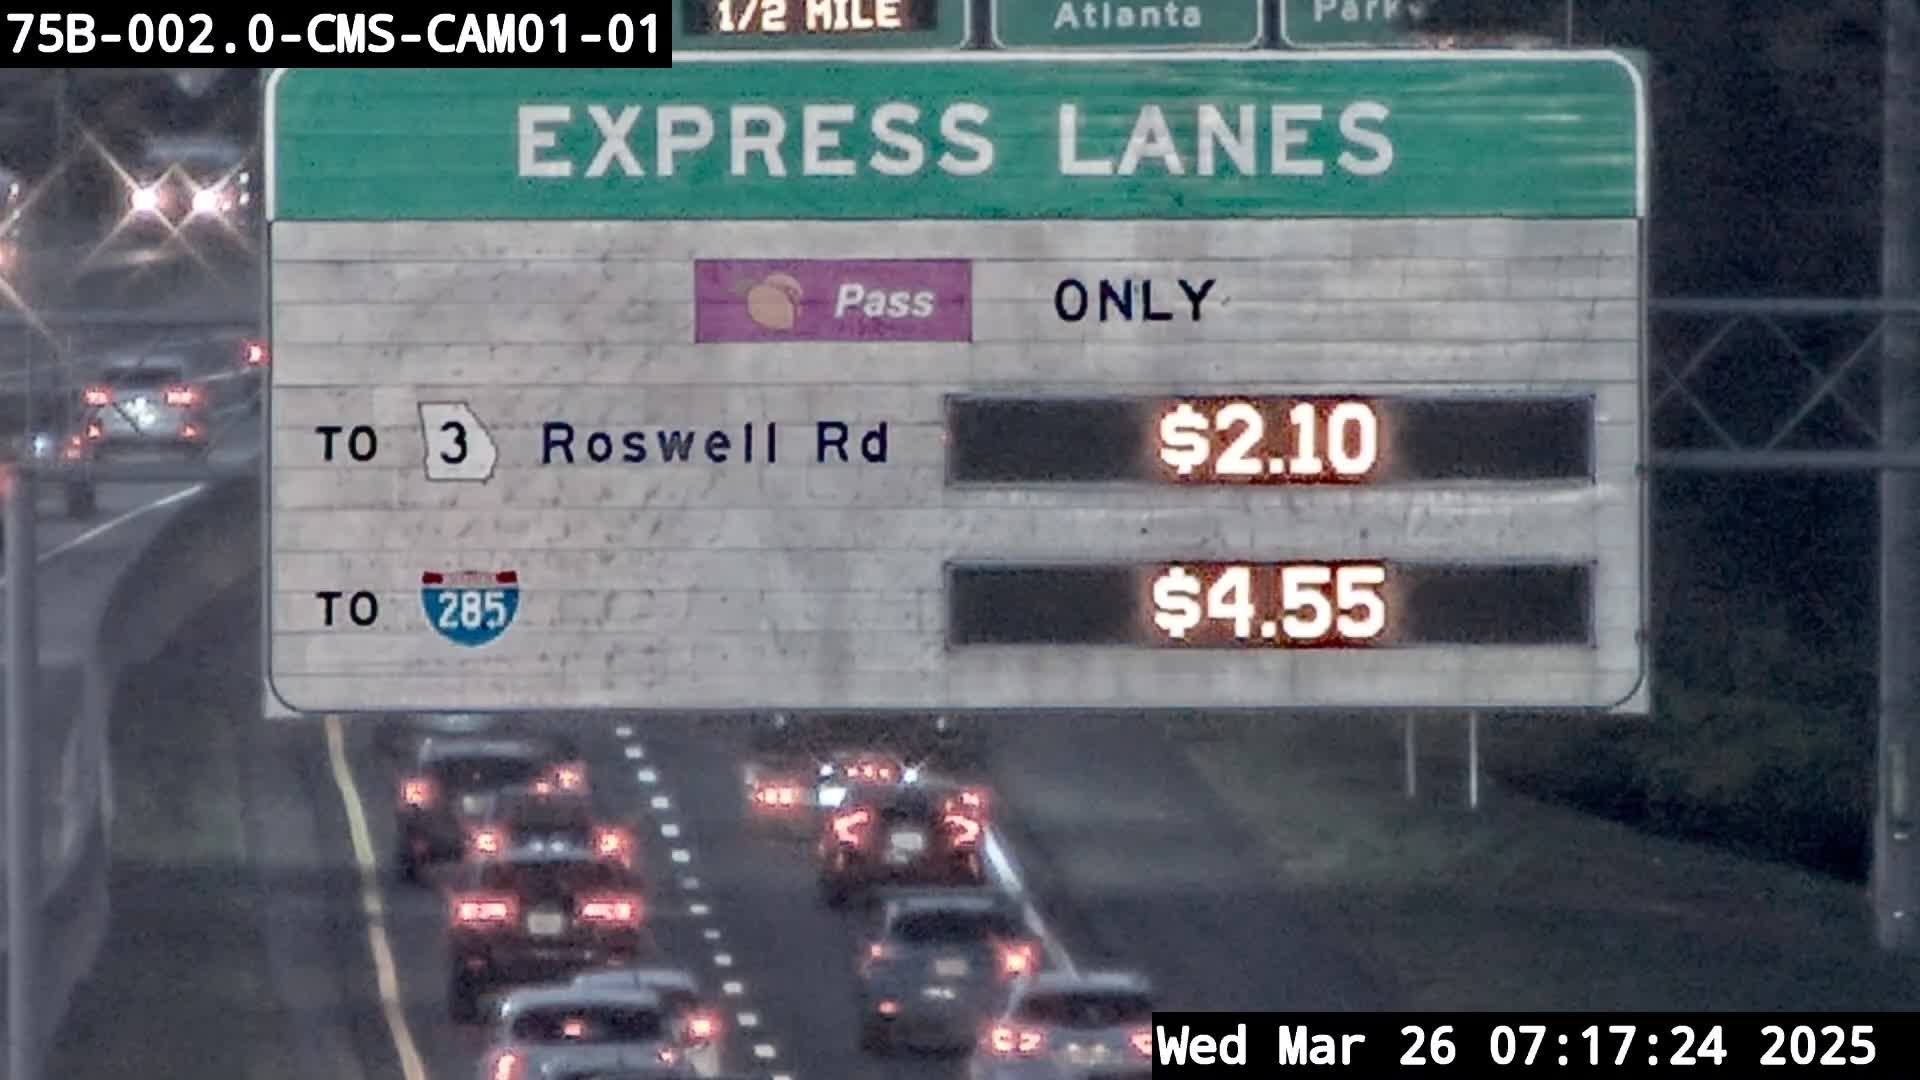 75B-002.0-CMS-CAM01-01
1/2 MILE
Atlanta
EXPRESS LANES
Pass ONLY
TO 3 Roswell Rd $2.10
TO 285 $4.55
Wed Mar 26 07:17:24 2025